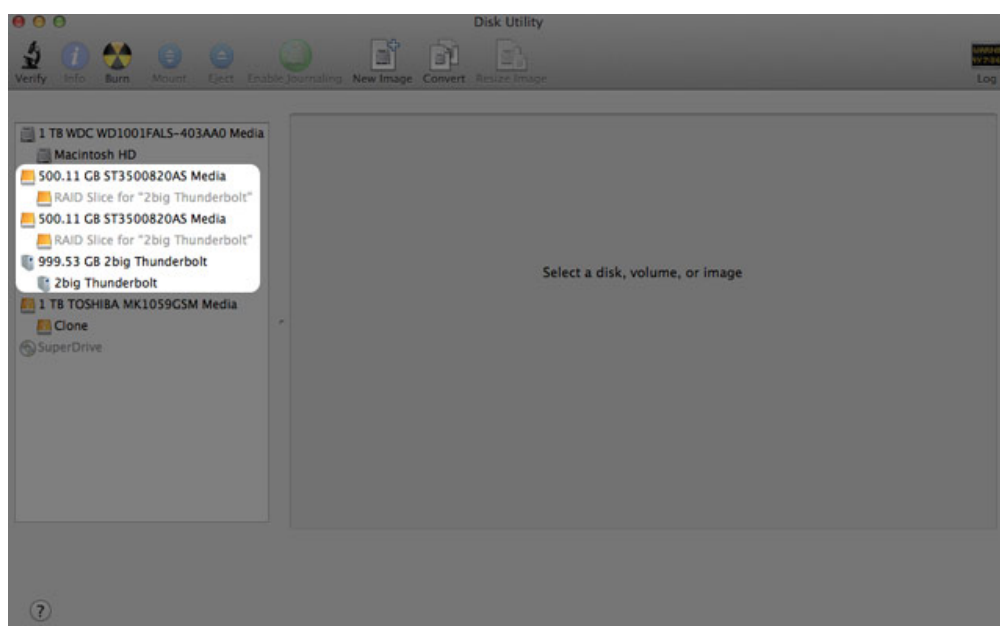 Disk Utility
Verify Info Burn Mount Eject Enable Journaling New Image Convert Resize Image Log
1 TB WDC WD1001FALS-403AA0 Media
Macintosh HD
500.11 GB ST3500820AS Media
RAID Slice for "2big Thunderbolt"
500.11 GB ST3500820AS Media
RAID Slice for "2big Thunderbolt"
999.53 GB 2big Thunderbolt
2big Thunderbolt
Select a disk, volume, or image
1 TB TOSHIBA MK1059GSM Media
Clone
SuperDrive
?